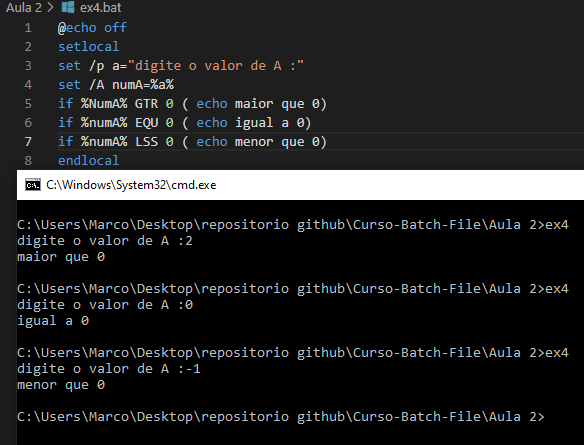 Aula 2 > ex4.bat
1 @echo off
2 setlocal
3 set /p a="digite o valor de A :"
4 set /A numA=%a%
5 if %NumA% GTR 0 ( echo maior que 0)
6 if %numA% EQU 0 ( echo igual a 0)
7 if %numA% LSS 0 ( echo menor que 0)
8 endlocal
C:\Windows\System32\cmd.exe
C:\Users\Marco\Desktop\repositorio github\Curso-Batch-File\Aula 2>ex4
digite o valor de A :2
maior que 0
C:\Users\Marco\Desktop\repositorio github\Curso-Batch-File\Aula 2>ex4
digite o valor de A :0
igual a 0
C:\Users\Marco\Desktop\repositorio github\Curso-Batch-File\Aula 2>ex4
digite o valor de A :-1
menor que 0
C:\Users\Marco\Desktop\repositorio github\Curso-Batch-File\Aula 2>